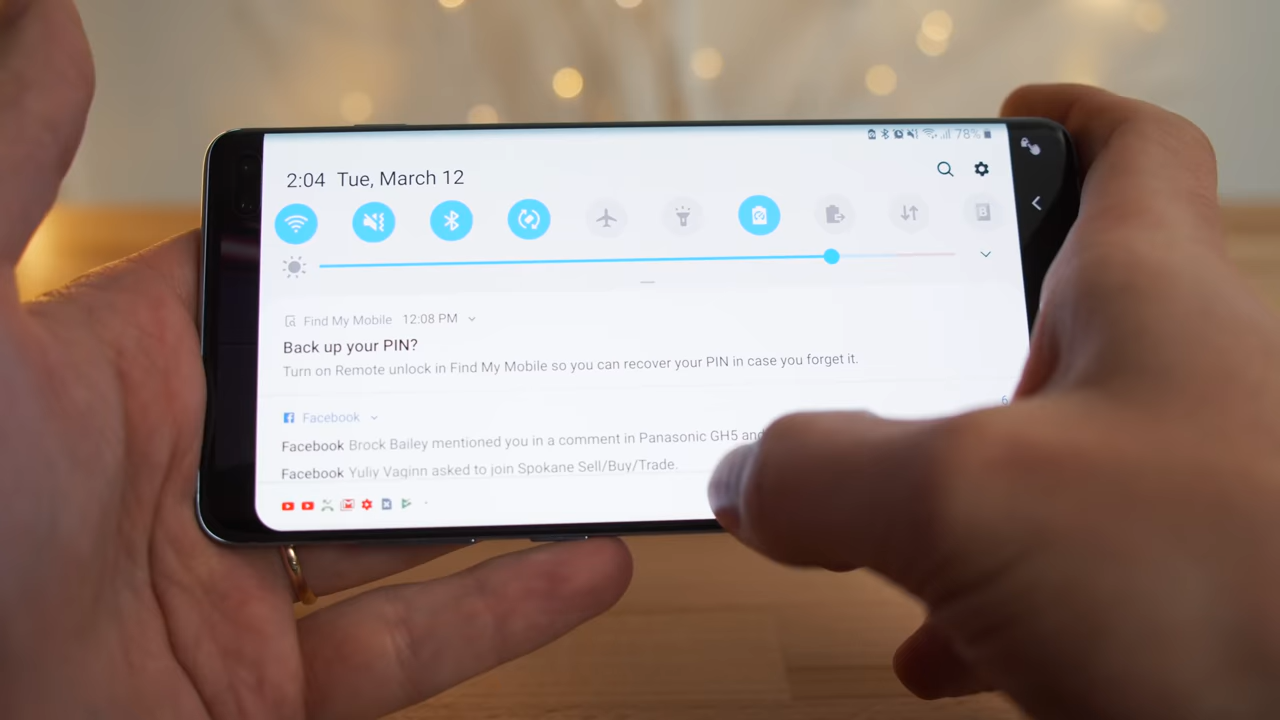 78%
2:04 Tue, March 12
Find My Mobile 12:08 PM
Back up your PIN?
Turn on Remote unlock in Find My Mobile so you can recover your PIN in case you forget it.
6
Facebook
Facebook Brock Bailey mentioned you in a comment in Panasonic GH5 and
Facebook Yuliy Vaginn asked to join Spokane Sell/Buy/Trade.